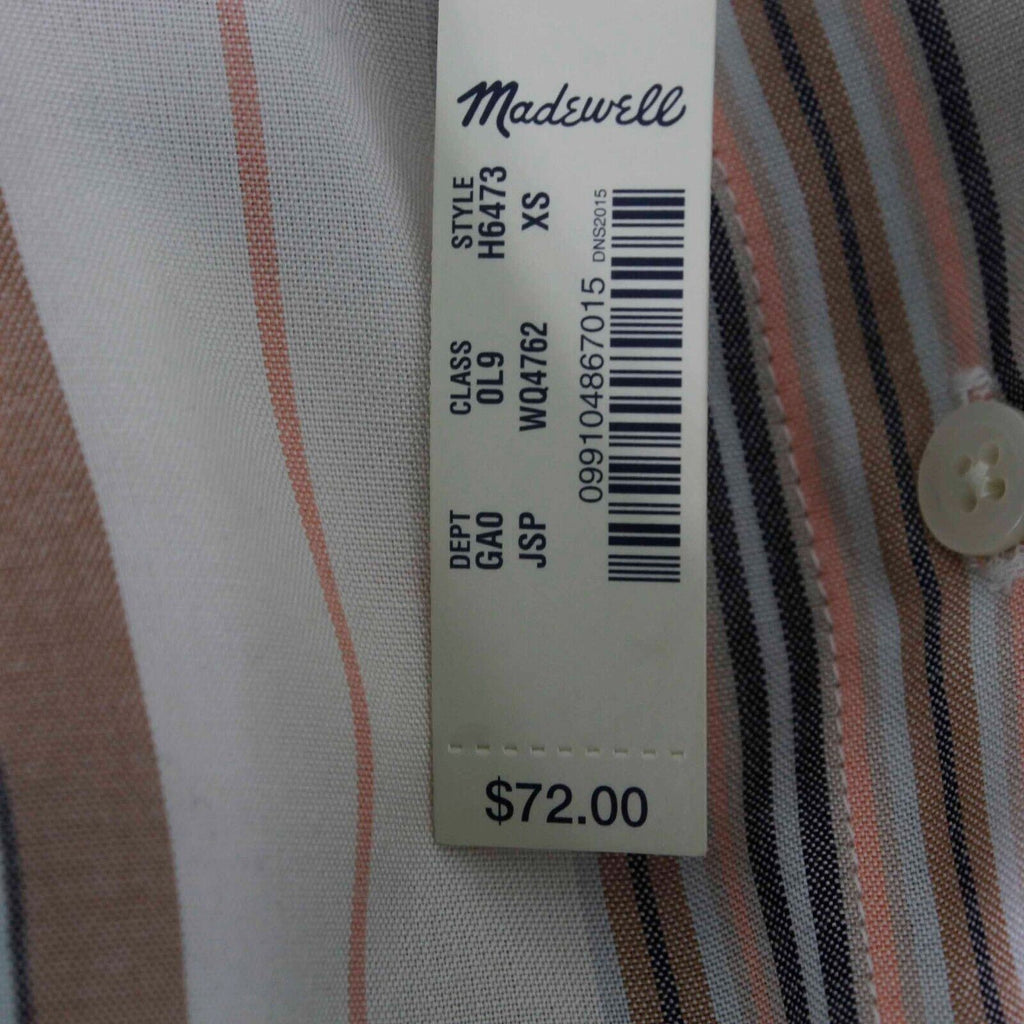 Madewell
DEPT CLASS STYLE
GA0 0L9 H6473
JSP WQ4762 XS
099104867015 DNS2015
$72.00